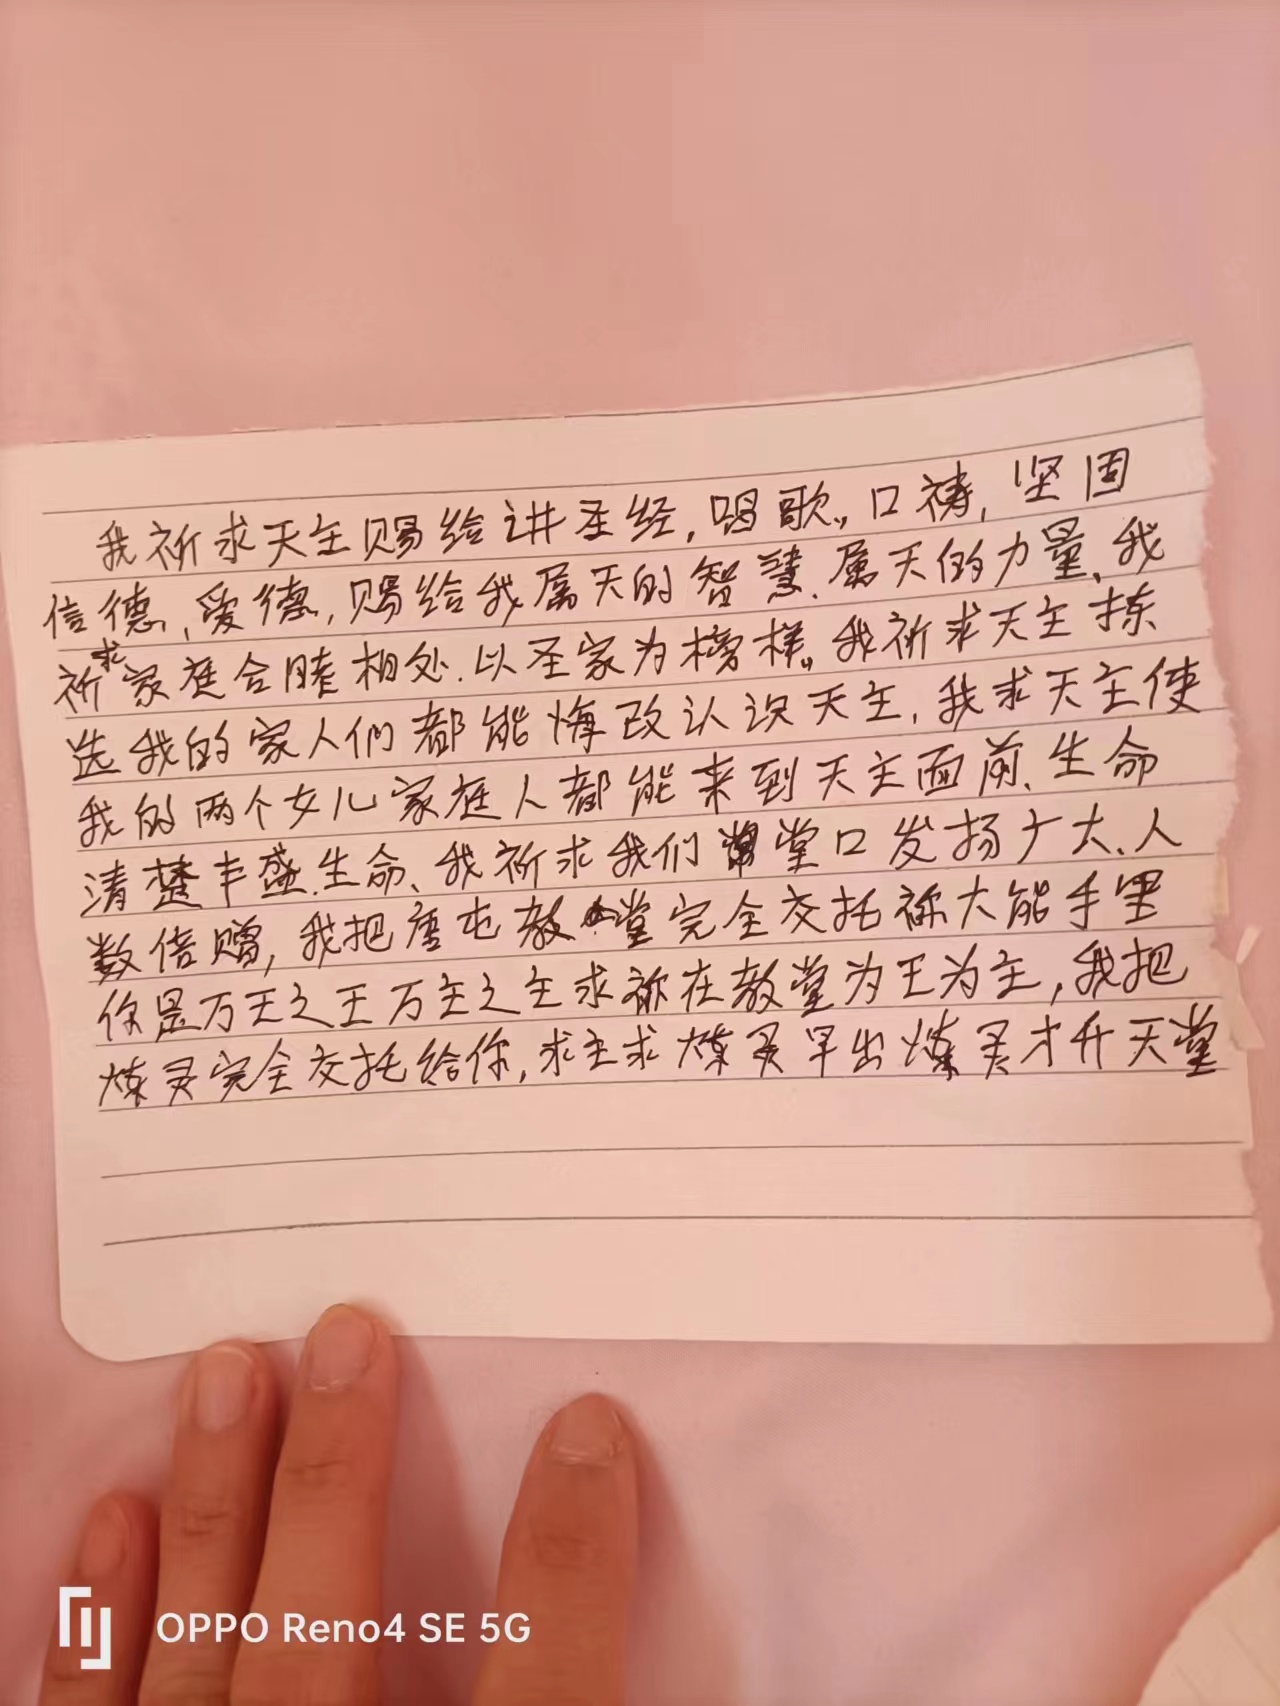 我祈求天主赐给讲圣经，唱歌。口祷，坚固
信德，爱德，赐给我属天的智慧．属天的力量、我
祈求家庭合睦相处．以圣家为榜样。我祈求天主拣
选我的家人们都能悔改认识天主，我求天主使
我的两个女儿家庭人都能来到天主面前、生命
清楚丰盛．生命、我祈求我们堂口发扬广大、人
数倍赠，我把唐屯教堂完全交托祢大能手里
你是万王之王万主之主求祢在教堂为王为主，我把
炼灵完全交托给你，求主求炼灵早出炼灵才升天堂
OPPO Reno4 SE 5G